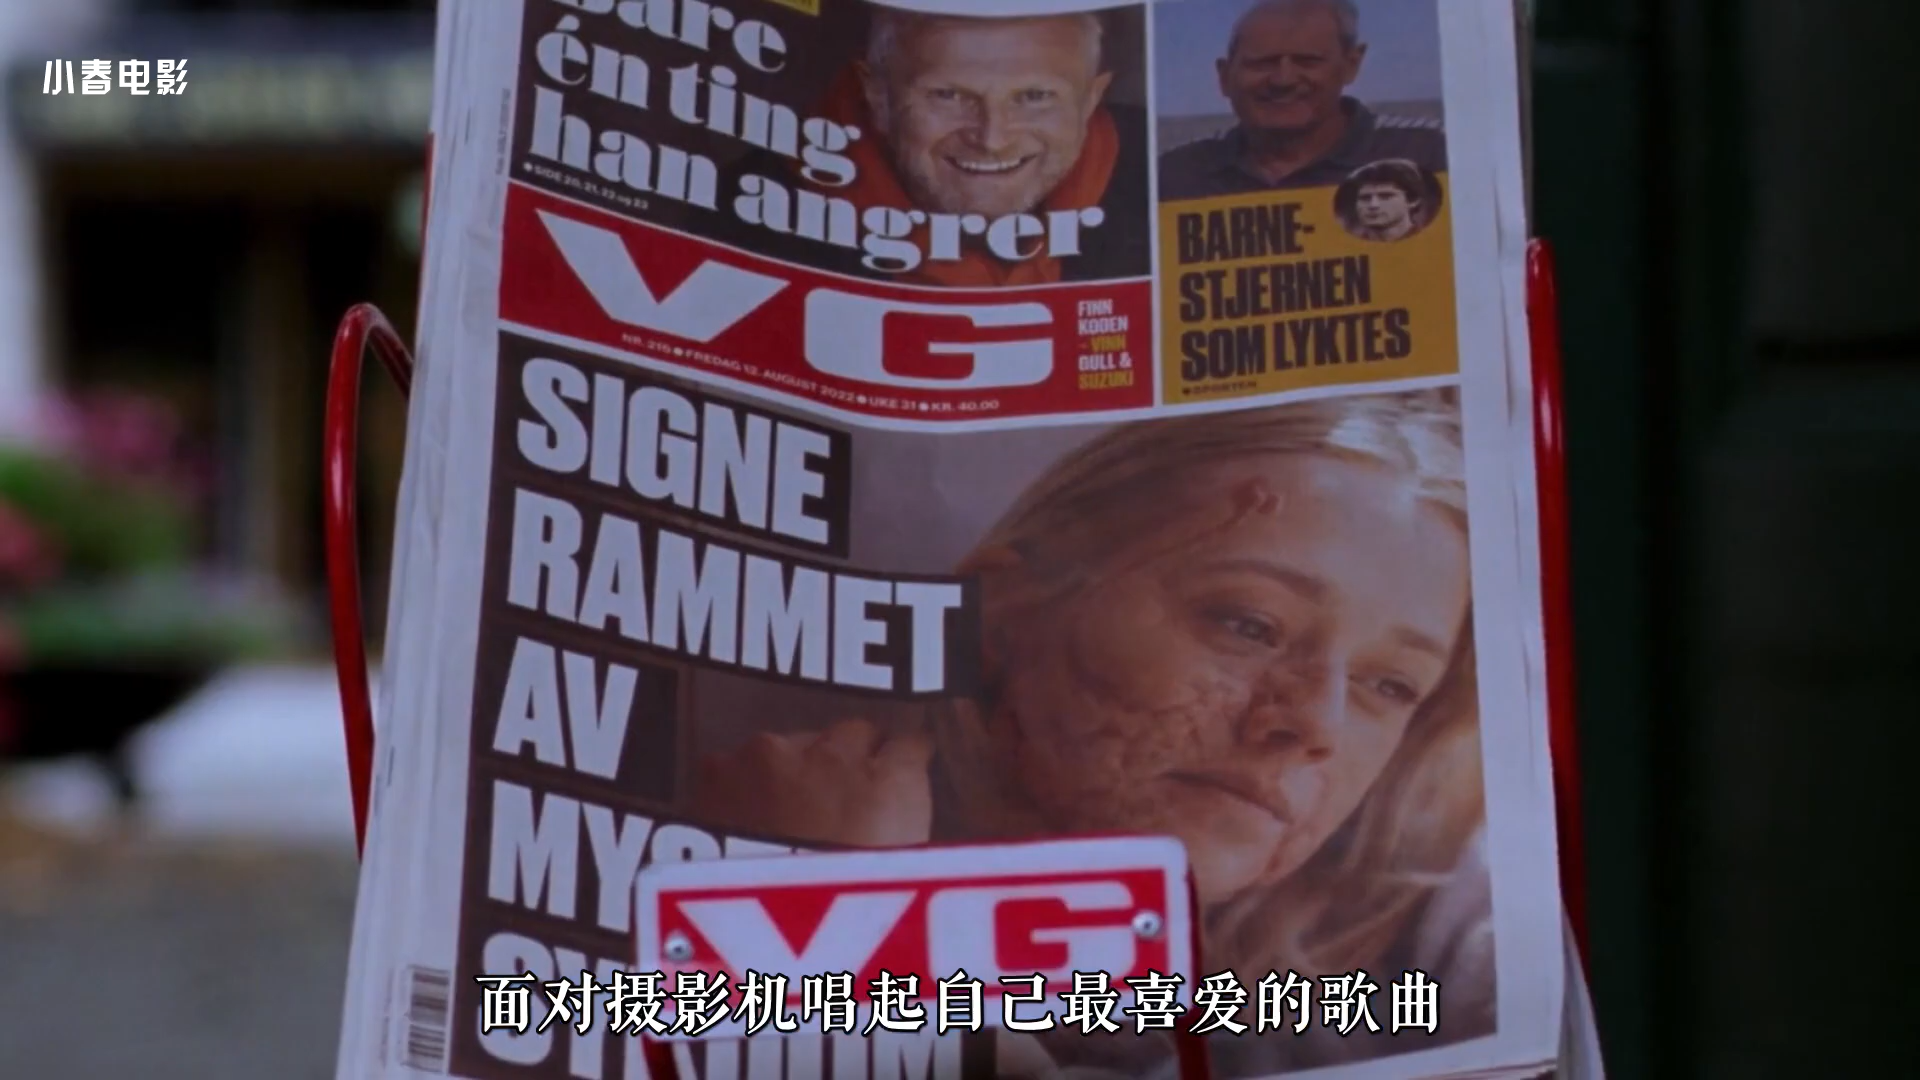 小春电影
Bare
én ting
han angrer
●SIDE 20, 21, 22 og 23
VG
FINN
KODEN
- VINN
GULL &
SUZUKI
NR. 216 ● FREDAG 12. AUGUST 2022 ● UKE 31 ● KR. 40,00
BARNE-
STJERNEN
SOM LYKTES
●SPORTEN
SIGNE
RAMMET
AV
VG
面对摄影机唱起自己最喜爱的歌曲